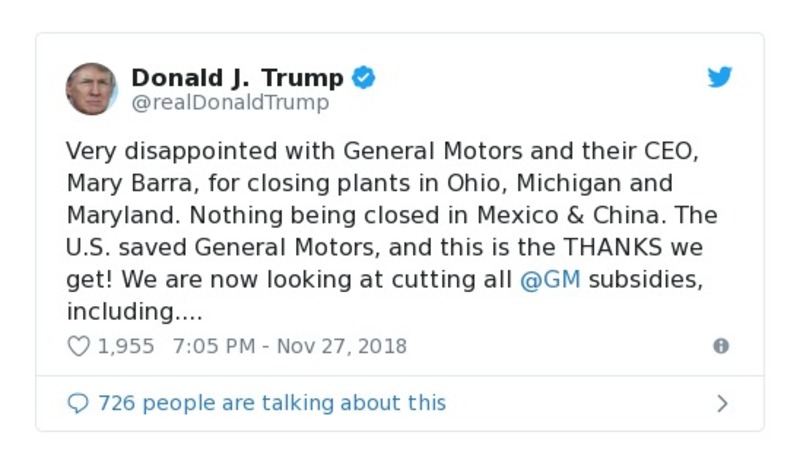 Donald J. Trump
@realDonaldTrump
Very disappointed with General Motors and their CEO,
Mary Barra, for closing plants in Ohio, Michigan and
Maryland. Nothing being closed in Mexico & China. The
U.S. saved General Motors, and this is the THANKS we
get! We are now looking at cutting all @GM subsidies,
including....
1,955 7:05 PM - Nov 27, 2018
726 people are talking about this